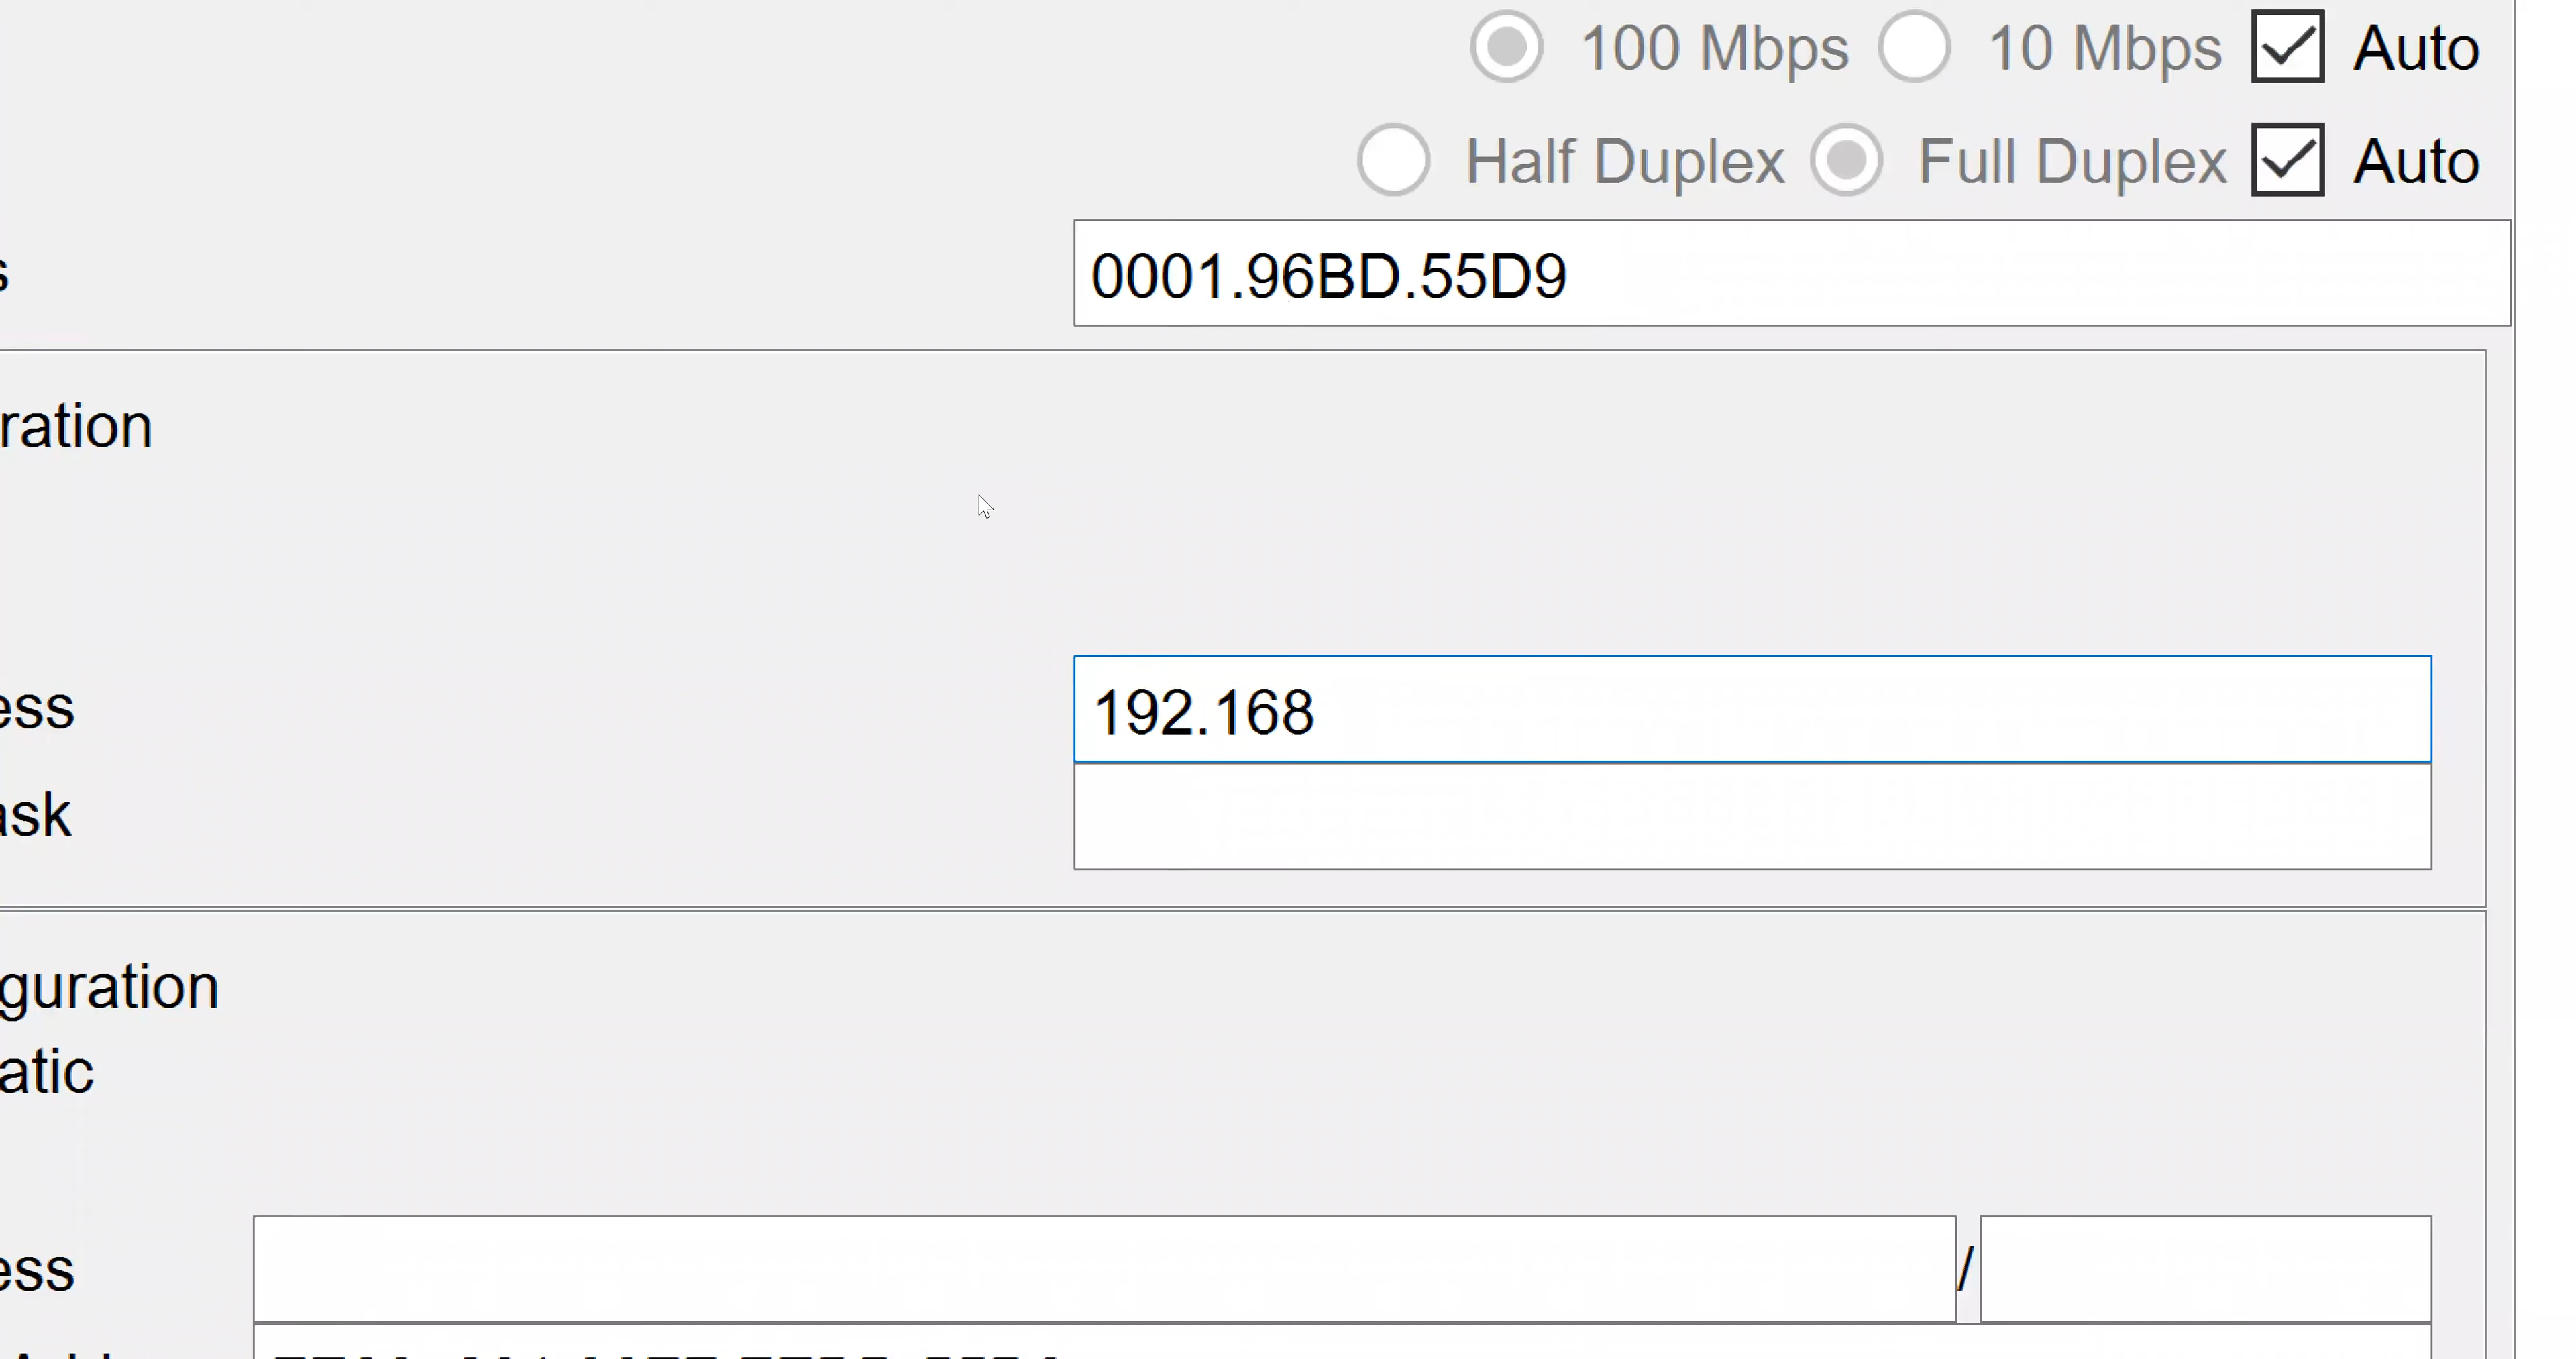 100 Mbps 10 Mbps Auto
Half Duplex Full Duplex Auto
0001.96BD.55D9
ration
ess 192.168
ask
guration
atic
ess /